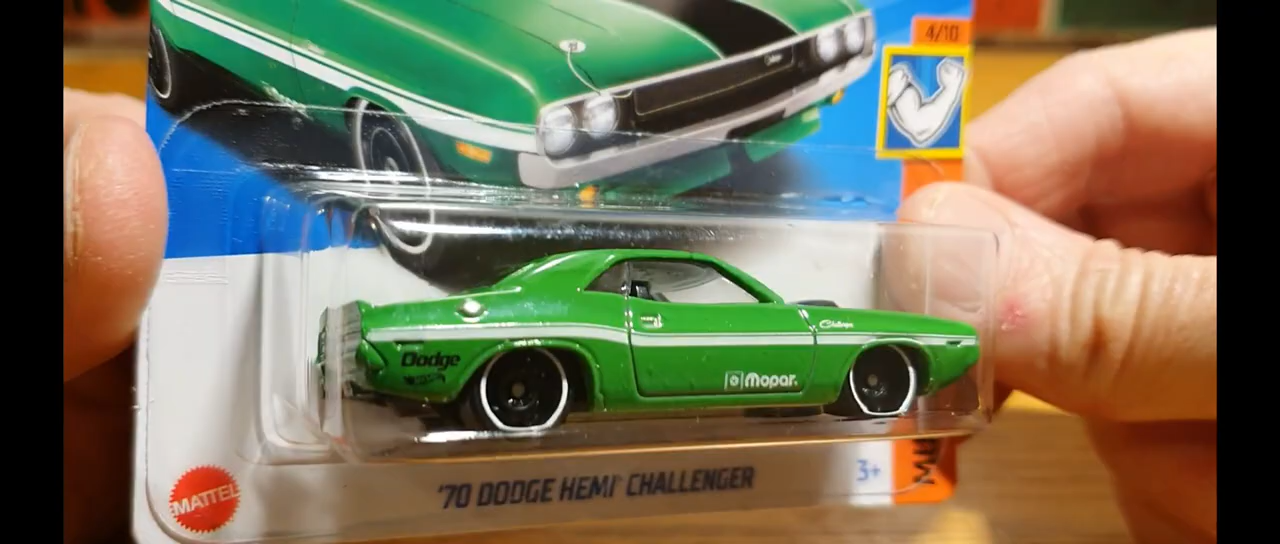 4/10
Challenger
Dodge
Mopar.
MATTEL
'70 DODGE HEMI® CHALLENGER
3+